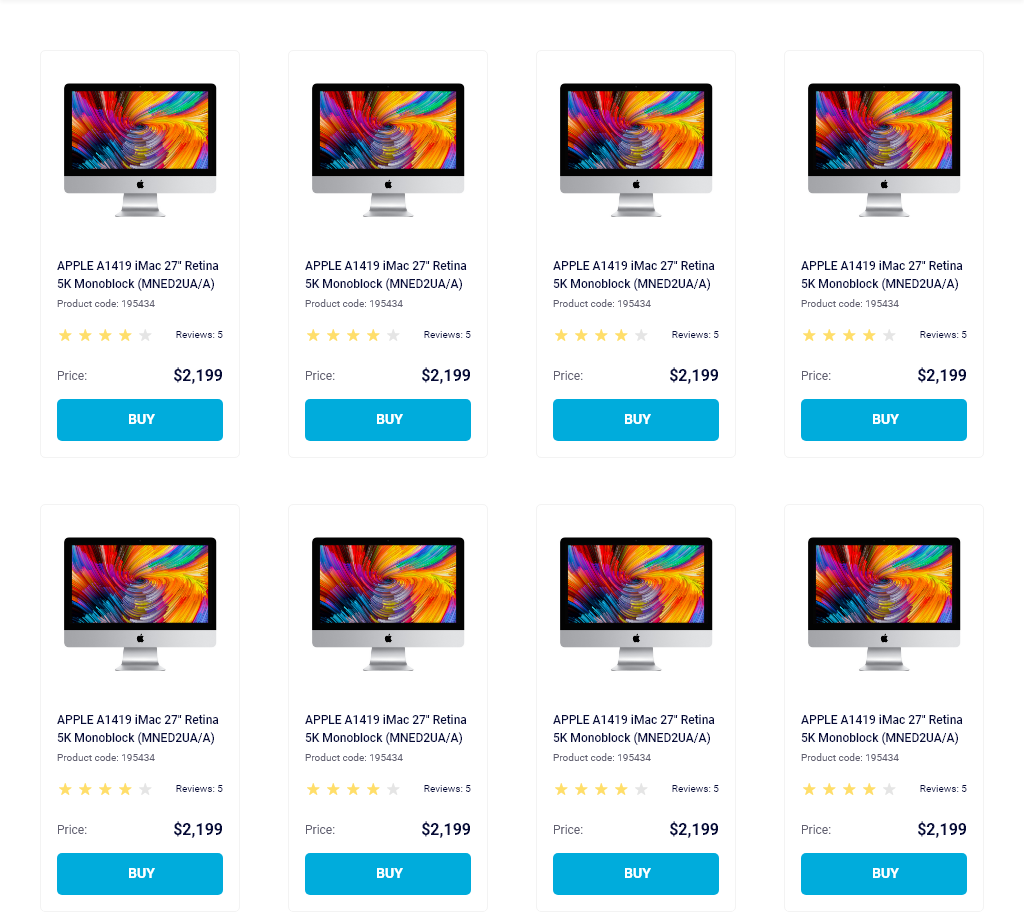 APPLE A1419 iMac 27" Retina
5K Monoblock (MNED2UA/A)
Product code: 195434
Reviews: 5
Price: $2,199
BUY
APPLE A1419 iMac 27" Retina
5K Monoblock (MNED2UA/A)
Product code: 195434
Reviews: 5
Price: $2,199
BUY
APPLE A1419 iMac 27" Retina
5K Monoblock (MNED2UA/A)
Product code: 195434
Reviews: 5
Price: $2,199
BUY
APPLE A1419 iMac 27" Retina
5K Monoblock (MNED2UA/A)
Product code: 195434
Reviews: 5
Price: $2,199
BUY
APPLE A1419 iMac 27" Retina
5K Monoblock (MNED2UA/A)
Product code: 195434
Reviews: 5
Price: $2,199
BUY
APPLE A1419 iMac 27" Retina
5K Monoblock (MNED2UA/A)
Product code: 195434
Reviews: 5
Price: $2,199
BUY
APPLE A1419 iMac 27" Retina
5K Monoblock (MNED2UA/A)
Product code: 195434
Reviews: 5
Price: $2,199
BUY
APPLE A1419 iMac 27" Retina
5K Monoblock (MNED2UA/A)
Product code: 195434
Reviews: 5
Price: $2,199
BUY